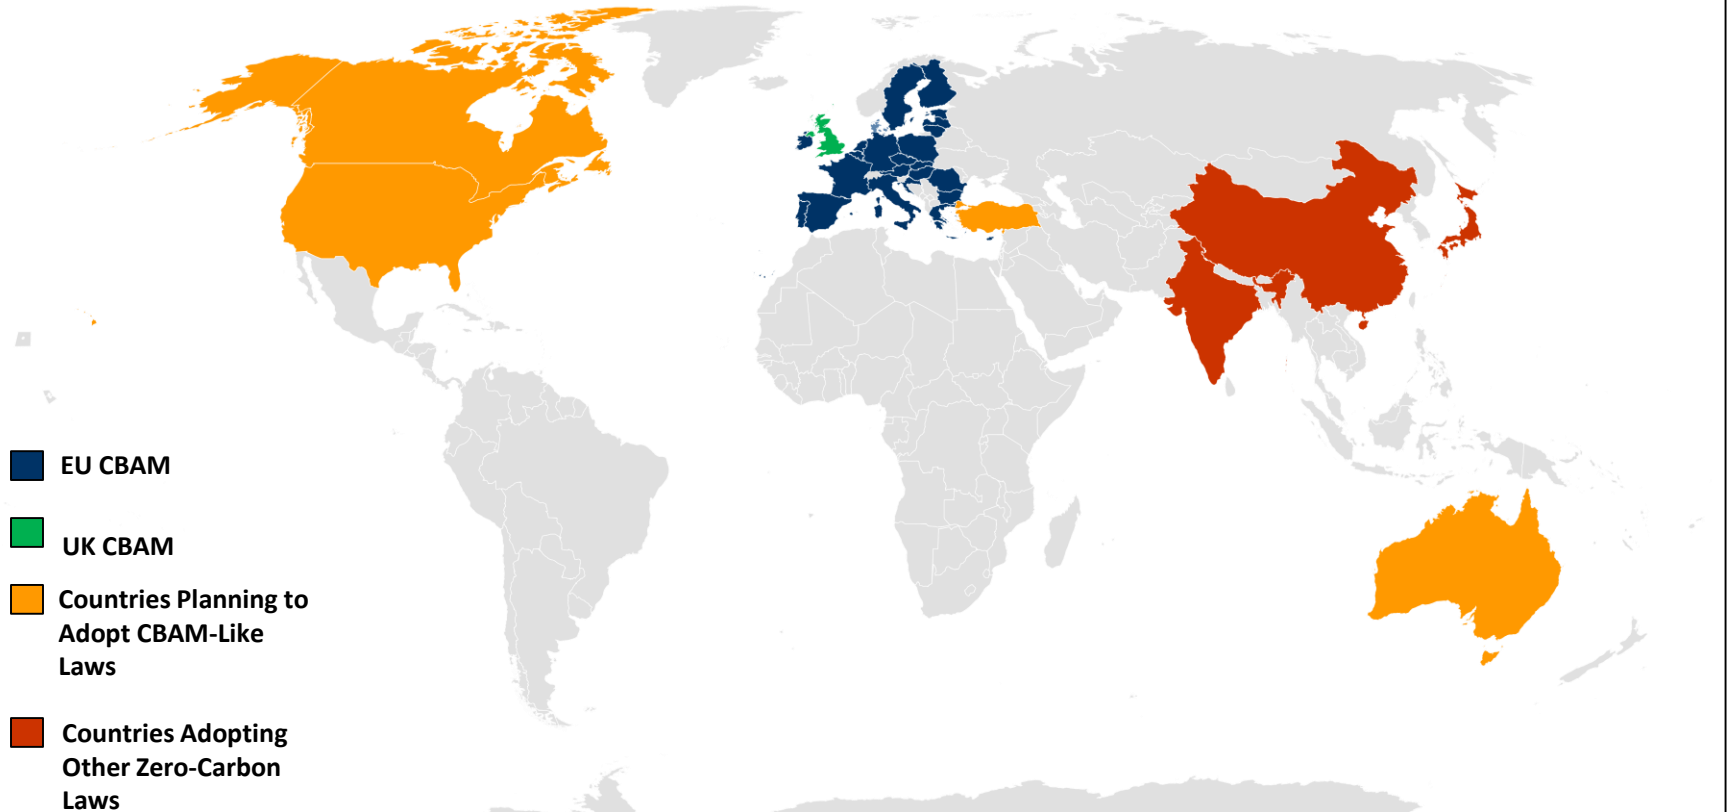 EU CBAM
UK CBAM
Countries Planning to
Adopt CBAM-Like
Laws
Countries Adopting
Other Zero-Carbon
Laws